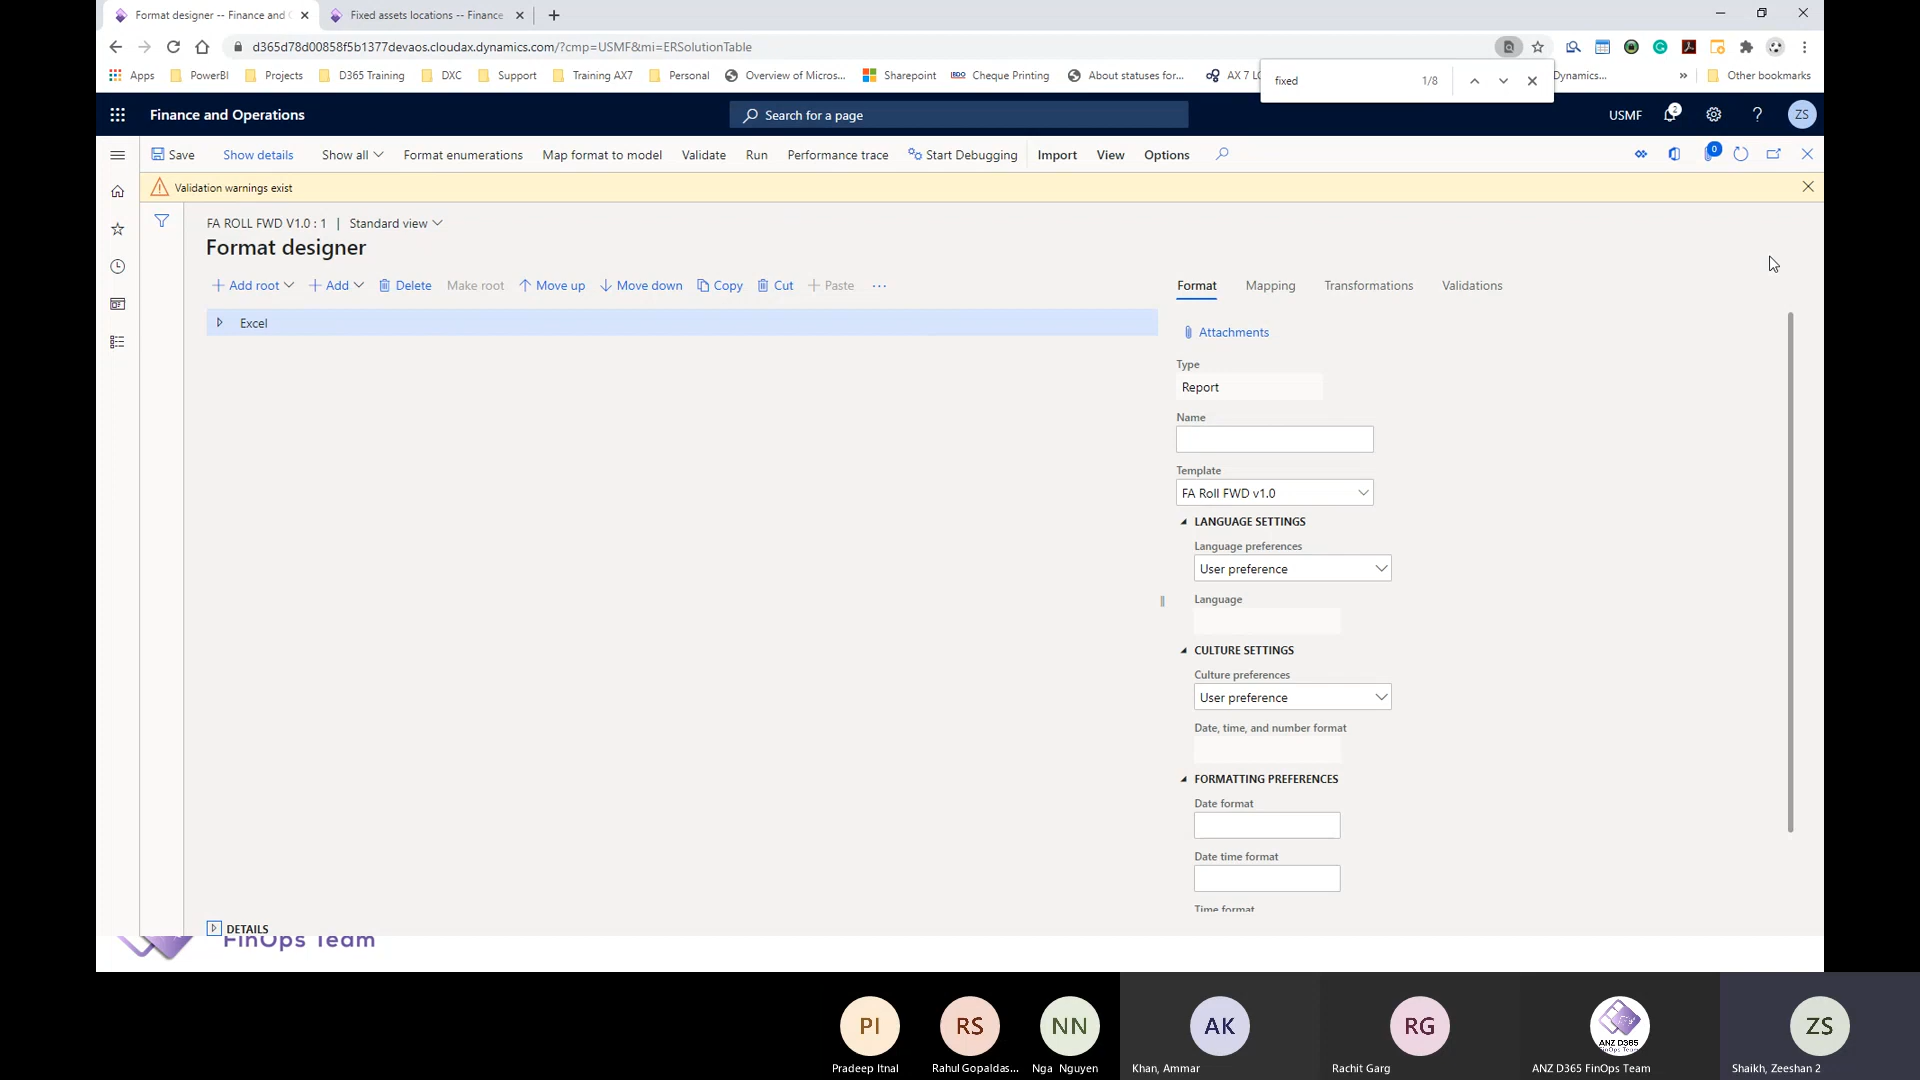 Format designer -- Finance and
Fixed assets locations -- Finance
d365d78d00858f5b1377devaos.cloudax.dynamics.com/?cmp=USMF&mi=ERSolutionTable
Apps
PowerBI
Projects
D365 Training
DXC
Support
Training AX7
Personal
Overview of Micros...
Sharepoint
Cheque Printing
About statuses for...
AX 7 LC
Dynamics...
»
Other bookmarks
fixed
1/8
Finance and Operations
Search for a page
USMF
2
?
ZS
Save
Show details
Show all
Format enumerations
Map format to model
Validate
Run
Performance trace
Start Debugging
Import
View
Options
0
Validation warnings exist
FA ROLL FWD V1.0 : 1 | Standard view
Format designer
+ Add root
+ Add
Delete
Make root
Move up
Move down
Copy
Cut
+ Paste
...
Excel
Format
Mapping
Transformations
Validations
Attachments
Type
Report
Name
Template
FA Roll FWD v1.0
LANGUAGE SETTINGS
Language preferences
User preference
Language
CULTURE SETTINGS
Culture preferences
User preference
Date, time, and number format
FORMATTING PREFERENCES
Date format
Date time format
Time format
DETAILS
FinOps Team
PI
Pradeep Itnal
RS
Rahul Gopaldas...
NN
Nga Nguyen
AK
Khan, Ammar
RG
Rachit Garg
ANZ D365
FinOps Team
ANZ D365 FinOps Team
ZS
Shaikh, Zeeshan 2